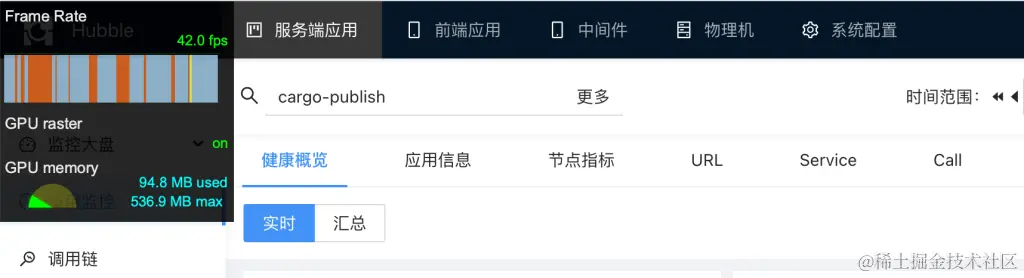 Frame Rate
Hubble
42.0 fps
服务端应用
前端应用
中间件
物理机
系统配置
cargo-publish
更多
时间范围:
GPU raster
监控大盘
on
GPU memory
94.8 MB used
监控
536.9 MB max
健康概览
应用信息
节点指标
URL
Service
Call
实时
汇总
调用链
@稀土掘金技术社区